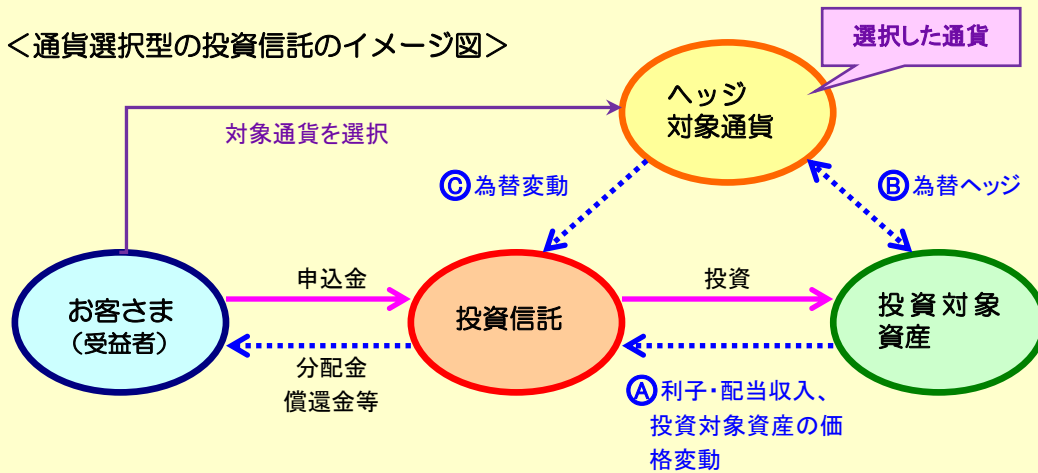 <通貨選択型の投資信託のイメージ図>
選択した通貨
ヘッジ
対象通貨
対象通貨を選択
Ⓒ為替変動
Ⓑ為替ヘッジ
お客さま
(受益者)
申込金
投資信託
投資
投資対象
資産
分配金
償還金等
Ⓐ利子・配当収入、
投資対象資産の価
格変動